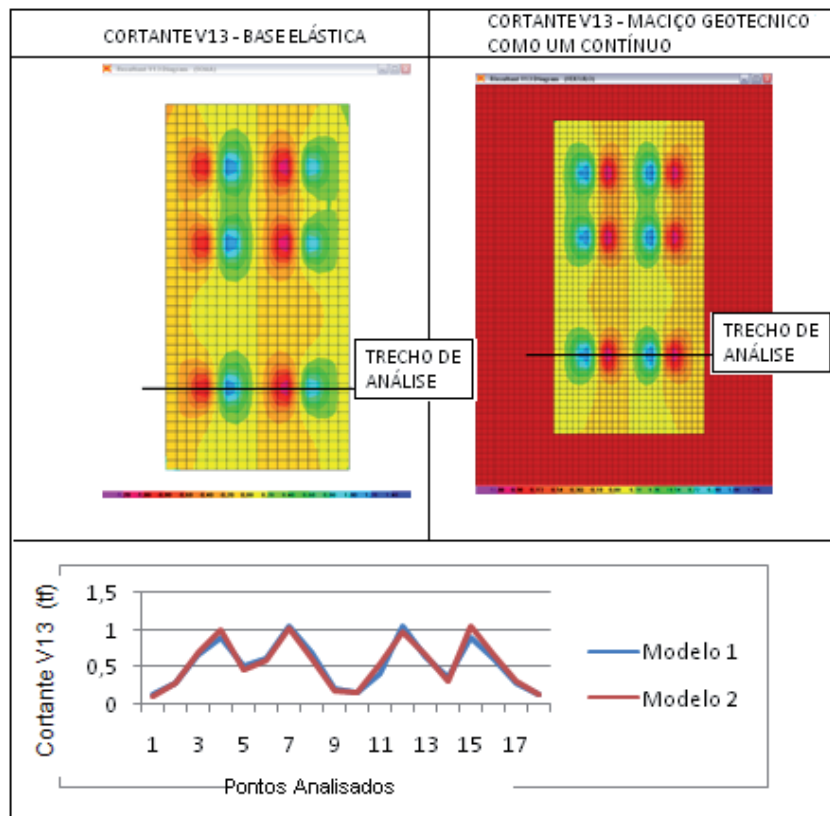 CORTANTE V13 - BASE ELÁSTICA
CORTANTE V13 - MACIÇO GEOTECNICO
COMO UM CONTÍNUO
TRECHO DE
ANÁLISE
TRECHO DE
ANÁLISE
Cortante V13 (tf)
1,5
1
0,5
0
1 3 5 7 9 11 13 15 17
Pontos Analisados
Modelo 1
Modelo 2